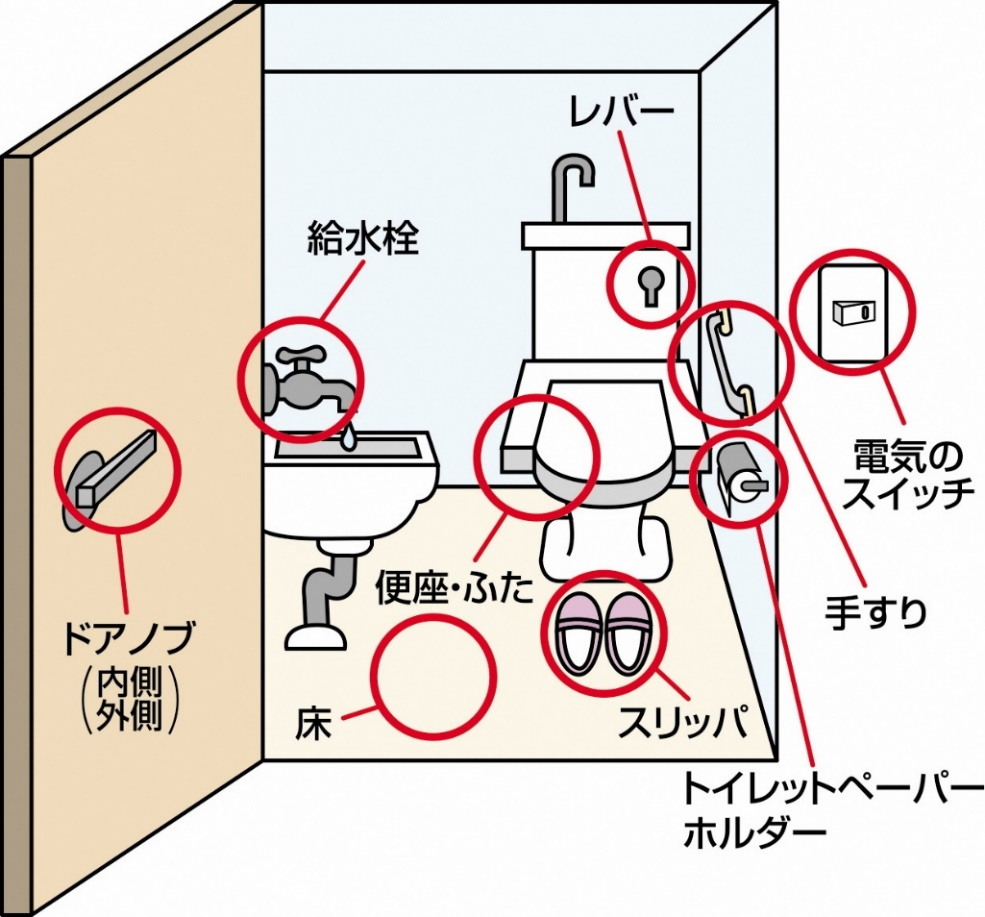 レバー
給水栓
電気の
スイッチ
便座・ふた
手すり
ドアノブ
（内側
外側）
床
スリッパ
トイレットペーパー
ホルダー